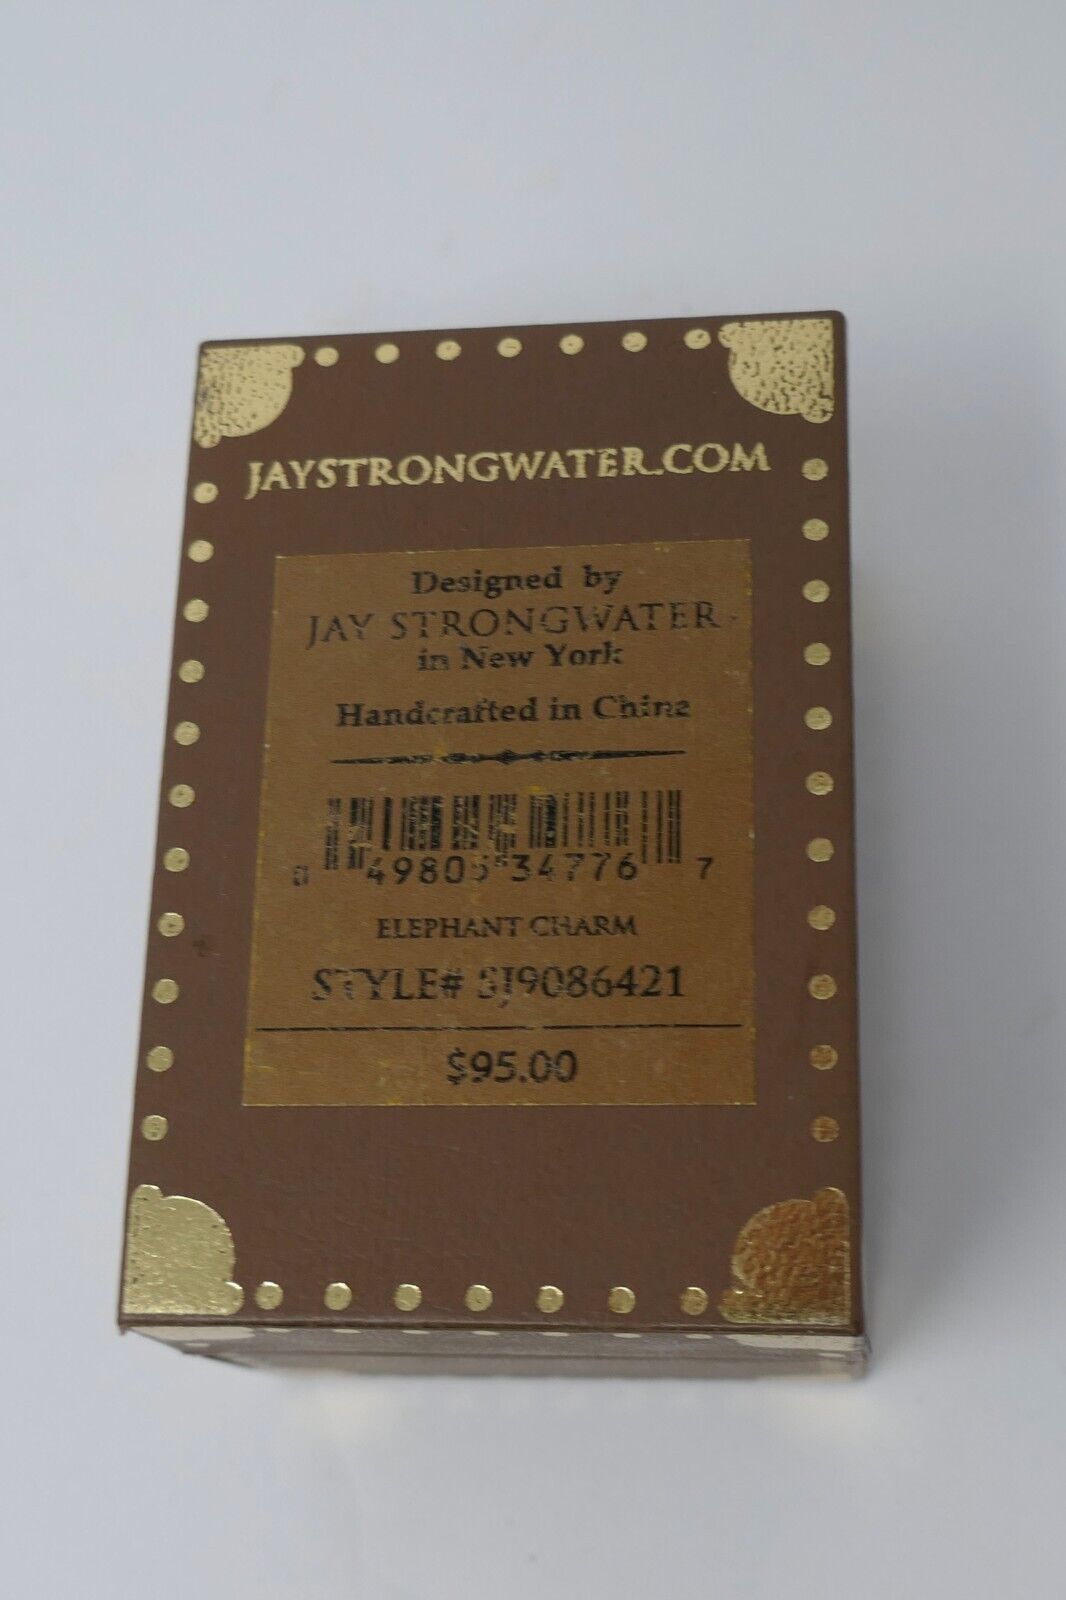 JAYSTRONGWATER.COM
Designed by
JAY STRONGWATER
in New York
Handcrafted in China
0 49805 34776 7
ELEPHANT CHARM
STYLE# SJ9086421
$95.00